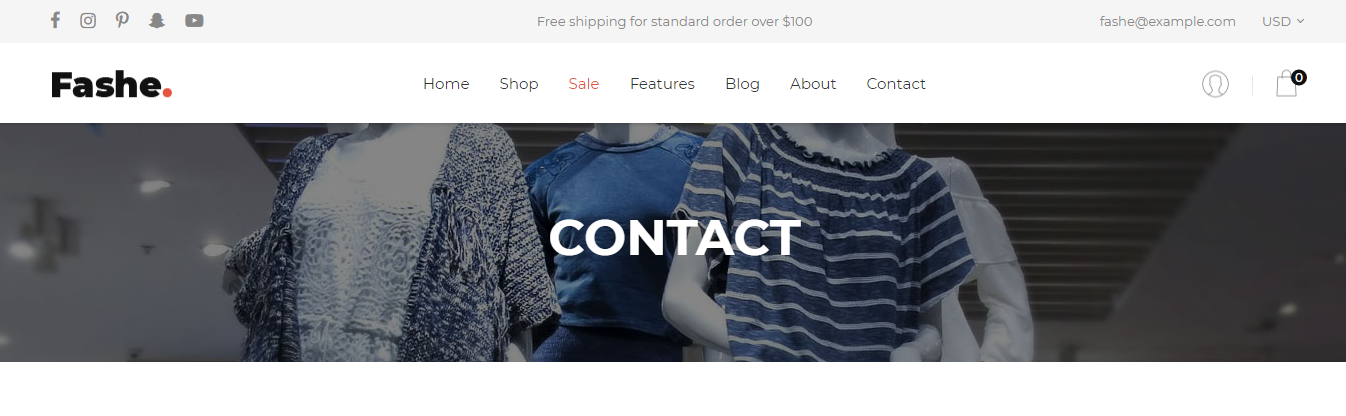 Free shipping for standard order over $100
fashe@example.com
USD
Fashe.
Home Shop Sale Features Blog About Contact
0
CONTACT